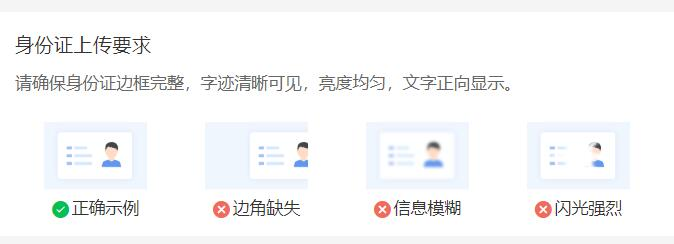 身份证上传要求
请确保身份证边框完整，字迹清晰可见，亮度均匀，文字正向显示。
正确示例
边角缺失
信息模糊
闪光强烈